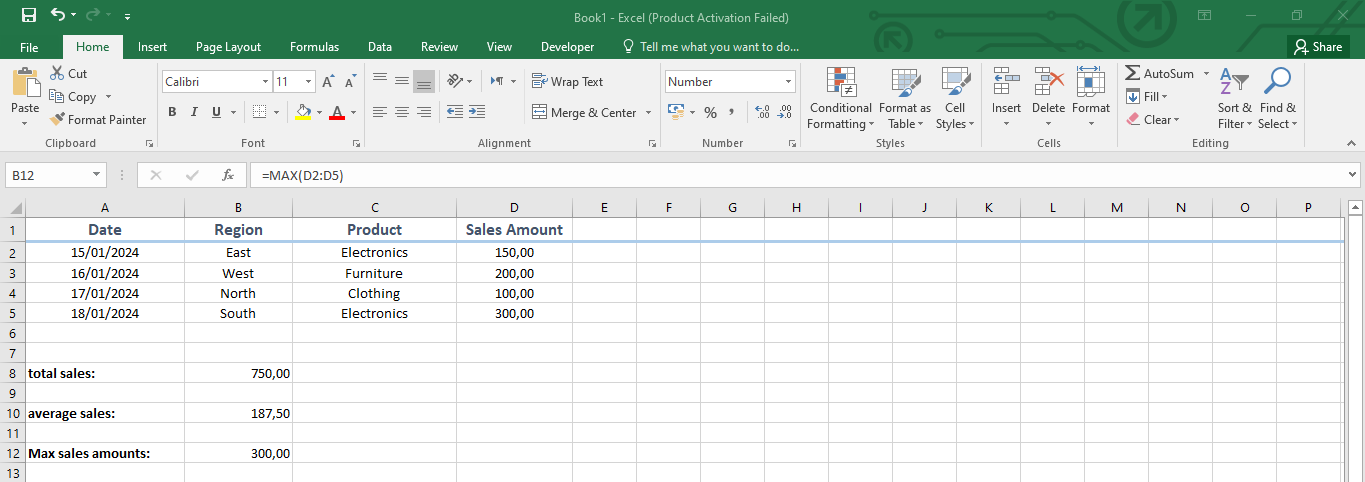 Book1 - Excel (Product Activation Failed)
File Home Insert Page Layout Formulas Data Review View Developer Tell me what you want to do... Share
Paste
Cut
Copy
Format Painter
Clipboard
Calibri 11
B I U
Font
Wrap Text
Merge & Center
Alignment
Number
%
Number
Conditional Formatting
Format as Table
Cell Styles
Styles
Insert Delete Format
Cells
AutoSum
Fill
Clear
Sort & Filter
Find & Select
Editing
B12 fx =MAX(D2:D5)
A B C D E F G H I J K L M N O P
1 Date Region Product Sales Amount
2 15/01/2024 East Electronics 150,00
3 16/01/2024 West Furniture 200,00
4 17/01/2024 North Clothing 100,00
5 18/01/2024 South Electronics 300,00
6
7
8 total sales: 750,00
9
10 average sales: 187,50
11
12 Max sales amounts: 300,00
13